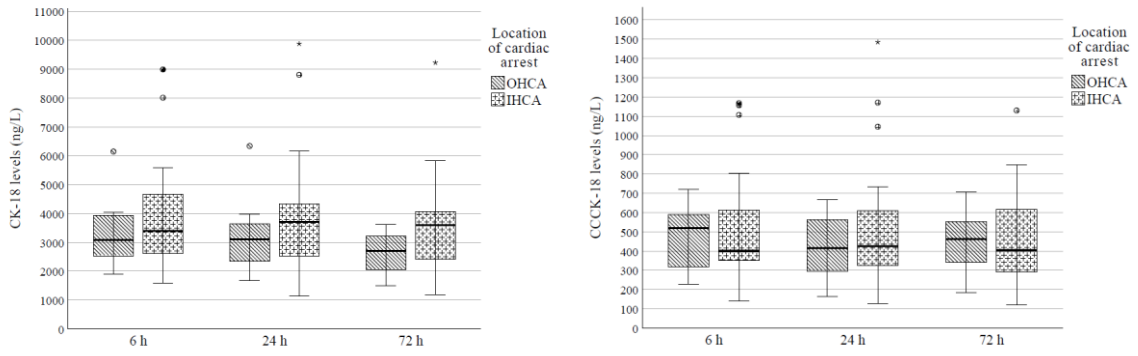 11000
10000
9000
8000
7000
6000
5000
4000
3000
2000
1000
0
CK-18 levels (ng/L)
6 h
24 h
72 h
Location
of cardiac
arrest
OHCA
IHCA
1600
1500
1400
1300
1200
1100
1000
900
800
700
600
500
400
300
200
100
0
CCCK-18 levels (ng/L)
6 h
24 h
72 h
Location
of cardiac
arrest
OHCA
IHCA